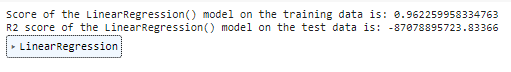 Score of the LinearRegression() model on the training data is: 0.962259958334763
R2 score of the LinearRegression() model on the test data is: -87078895723.83366
▸ LinearRegression